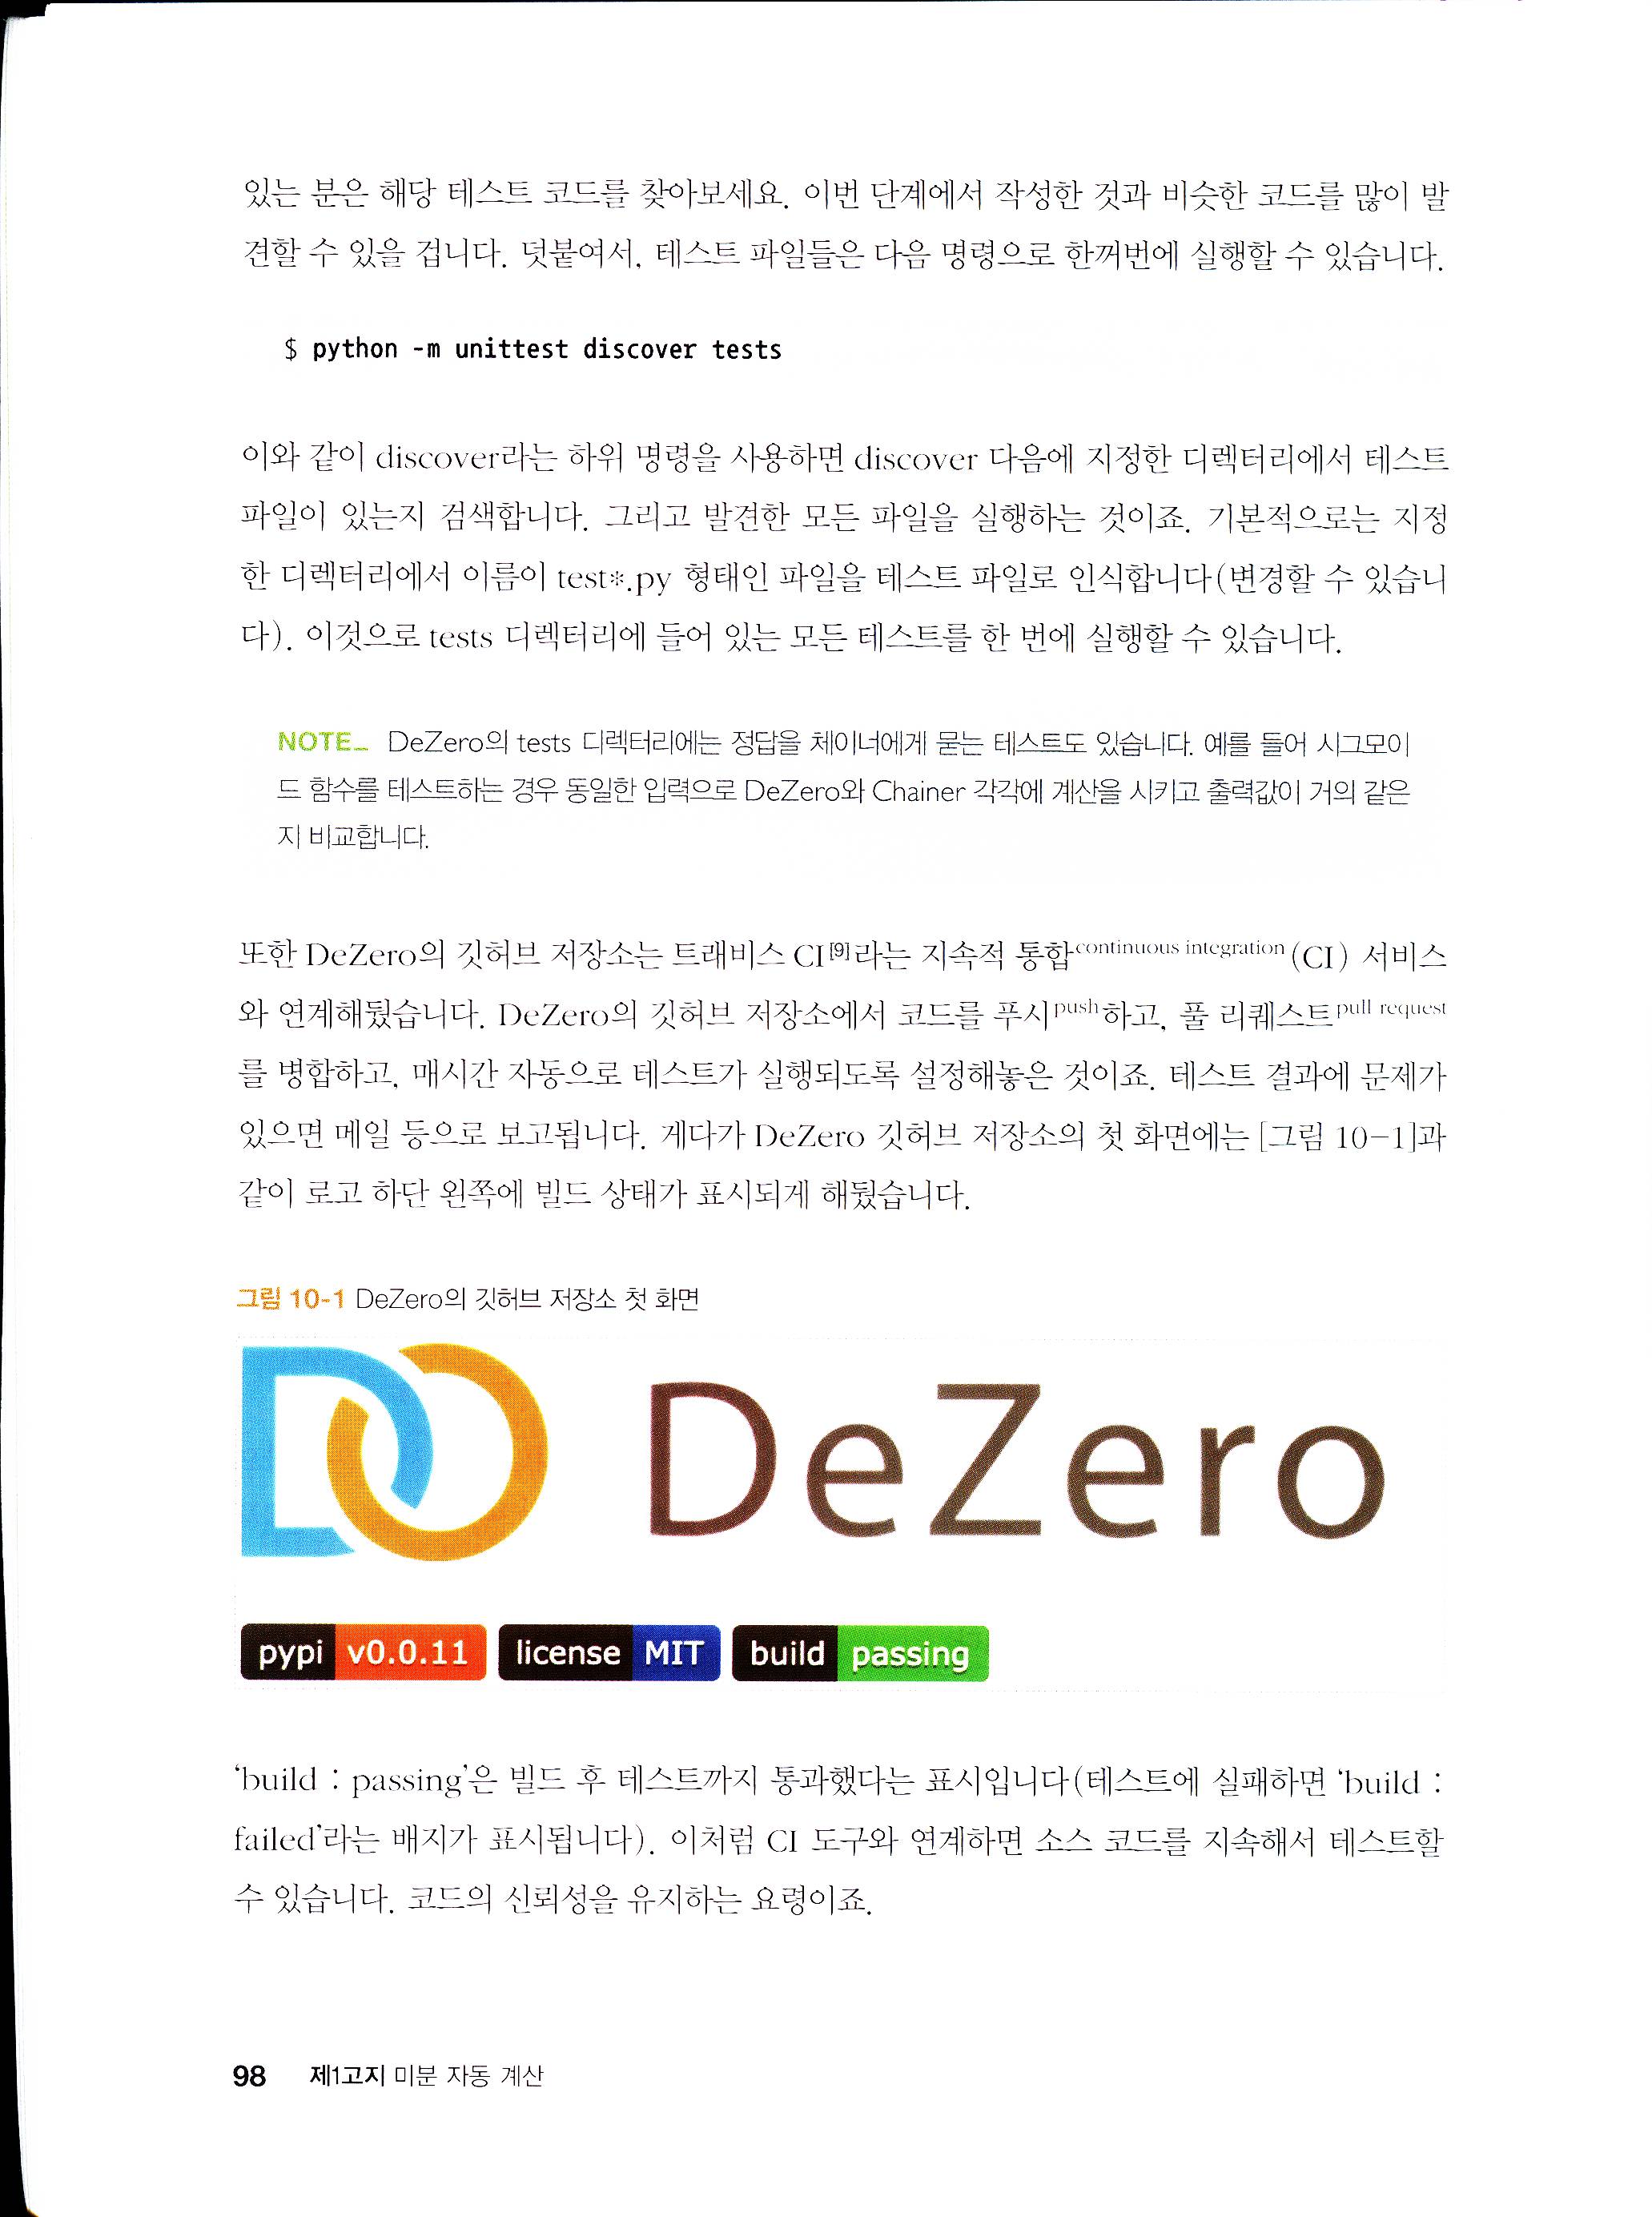 있는 분은 해당 테스트 코드를 찾아보세요. 이번 단계에서 작성한 것과 비슷한 코드를 많이 발
견할 수 있을 겁니다. 덧붙여서, 테스트 파일들은 다음 명령으로 한꺼번에 실행할 수 있습니다.
$ python -m unittest discover tests
이와 같이 discover라는 하위 명령을 사용하면 discover 다음에 지정한 디렉터리에서 테스트
파일이 있는지 검색합니다. 그리고 발견한 모든 파일을 실행하는 것이죠. 기본적으로는 지정
한 디렉터리에서 이름이 test*.py 형태인 파일을 테스트 파일로 인식합니다(변경할 수 있습니
다). 이것으로 tests 디렉터리에 들어 있는 모든 테스트를 한 번에 실행할 수 있습니다.
NOTE_ DeZero의 tests 디렉터리에는 정답을 체이너에게 묻는 테스트도 있습니다. 예를 들어 시그모이
드 함수를 테스트하는 경우 동일한 입력으로 DeZero와 Chainer 각각에 계산을 시키고 출력값이 거의 같은
지 비교합니다.
또한 DeZero의 깃허브 저장소는 트래비스 CI[9]라는 지속적 통합continuous integration(CI) 서비스
와 연계해뒀습니다. DeZero의 깃허브 저장소에서 코드를 푸시push하고, 풀 리퀘스트pull request
를 병합하고, 매시간 자동으로 테스트가 실행되도록 설정해놓은 것이죠. 테스트 결과에 문제가
있으면 메일 등으로 보고됩니다. 게다가 DeZero 깃허브 저장소의 첫 화면에는 [그림 10-1]과
같이 로고 하단 왼쪽에 빌드 상태가 표시되게 해뒀습니다.
그림 10-1 DeZero의 깃허브 저장소 첫 화면
DeZero
pypi v0.0.11 license MIT build passing
‘build : passing’은 빌드 후 테스트까지 통과했다는 표시입니다(테스트에 실패하면 ‘build :
failed’라는 배지가 표시됩니다). 이처럼 CI 도구와 연계하면 소스 코드를 지속해서 테스트할
수 있습니다. 코드의 신뢰성을 유지하는 요령이죠.
98 제1고지 미분 자동 계산